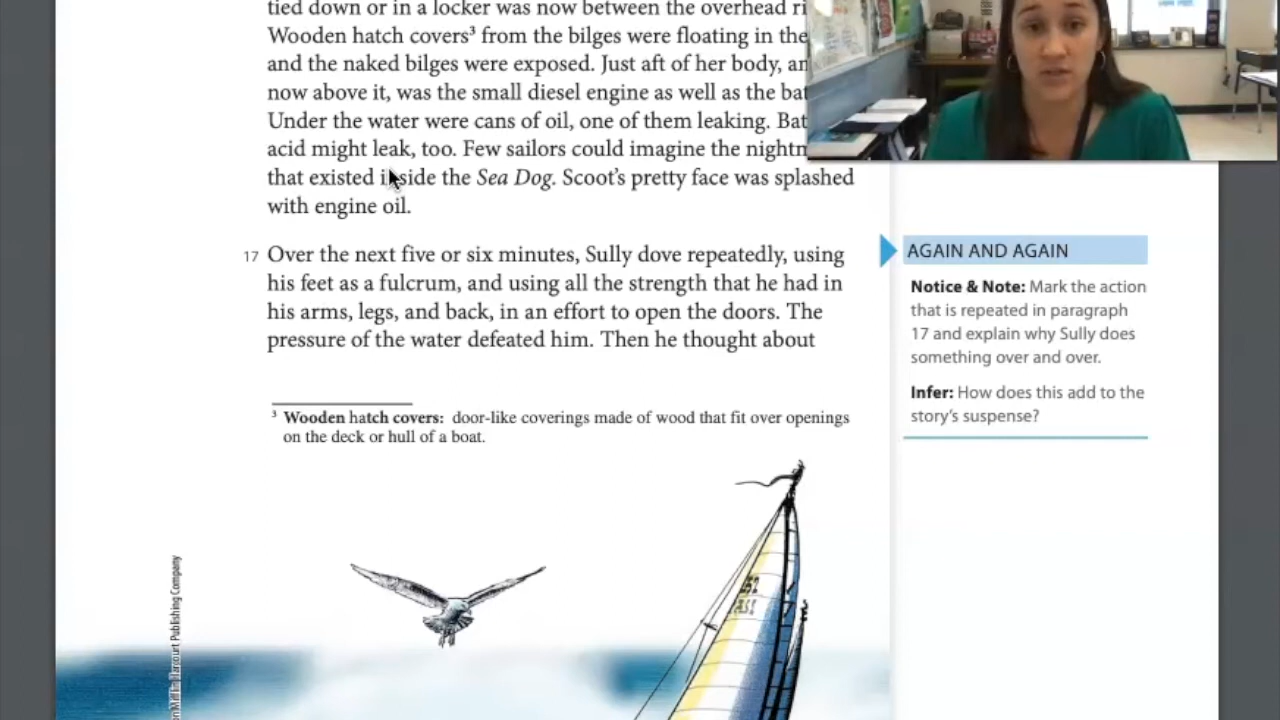 tied down or in a locker was now between the overhead ri
Wooden hatch covers³ from the bilges were floating in the
and the naked bilges were exposed. Just aft of her body, an
now above it, was the small diesel engine as well as the bat
Under the water were cans of oil, one of them leaking. Bat
acid might leak, too. Few sailors could imagine the nightm
that existed inside the Sea Dog. Scoot's pretty face was splashed
with engine oil.
17 Over the next five or six minutes, Sully dove repeatedly, using
his feet as a fulcrum, and using all the strength that he had in
his arms, legs, and back, in an effort to open the doors. The
pressure of the water defeated him. Then he thought about
³ Wooden hatch covers: door-like coverings made of wood that fit over openings
on the deck or hull of a boat.
AGAIN AND AGAIN
Notice & Note: Mark the action
that is repeated in paragraph
17 and explain why Sully does
something over and over.
Infer: How does this add to the
story's suspense?
Harcourt Publishing Company